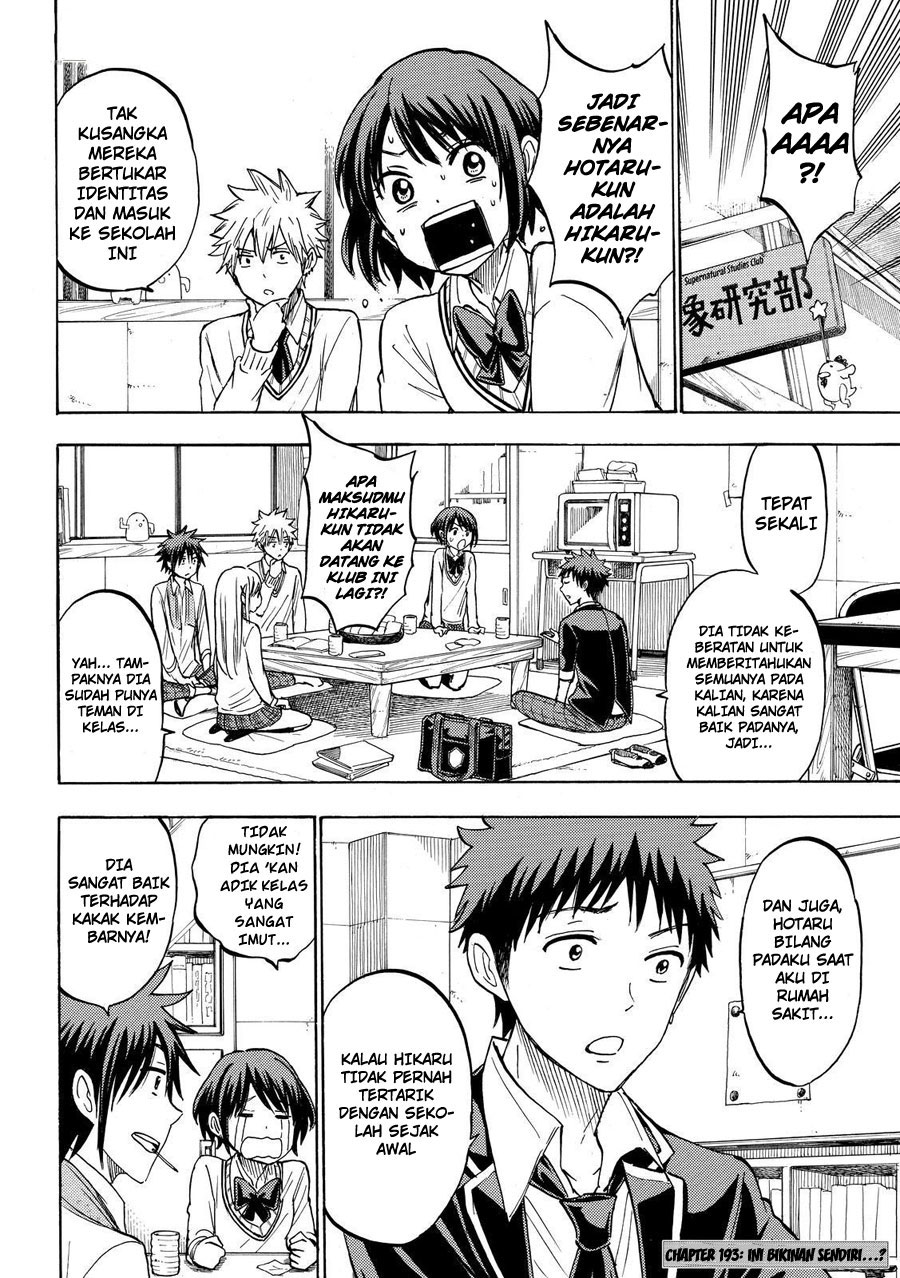 APA
AAAA
?!
Supernatural Studies Club
象研究部
JADI
SEBENAR-
NYA
HOTARU-
KUN
ADALAH
HIKARU-
KUN?!
TAK
KUSANGKA
MEREKA
BERTUKAR
IDENTITAS
DAN MASUK
KE SEKOLAH
INI
TEPAT
SEKALI
DIA TIDAK KE-
BERATAN UNTUK
MEMBERITAHUKAN
SEMUANYA PADA
KALIAN, KARENA
KALIAN SANGAT
BAIK PADANYA,
JADI...
APA
MAKSUDMU
HIKARU-
KUN TIDAK
AKAN
DATANG KE
KLUB INI
LAGI?!
YAH... TAM-
PAKNYA DIA
SUDAH PUNYA
TEMAN DI
KELAS...
DAN JUGA,
HOTARU
BILANG
PADAKU SAAT
AKU DI
RUMAH
SAKIT...
KALAU HIKARU
TIDAK PERNAH
TERTARIK
DENGAN SEKO-
LAH SEJAK
AWAL
TIDAK
MUNGKIN!
DIA 'KAN
ADIK KELAS
YANG
SANGAT
IMUT...
DIA
SANGAT BAIK
TERHADAP
KAKAK KEM-
BARNYA!
CHAPTER 193: INI BIKINAN SENDIRI...?